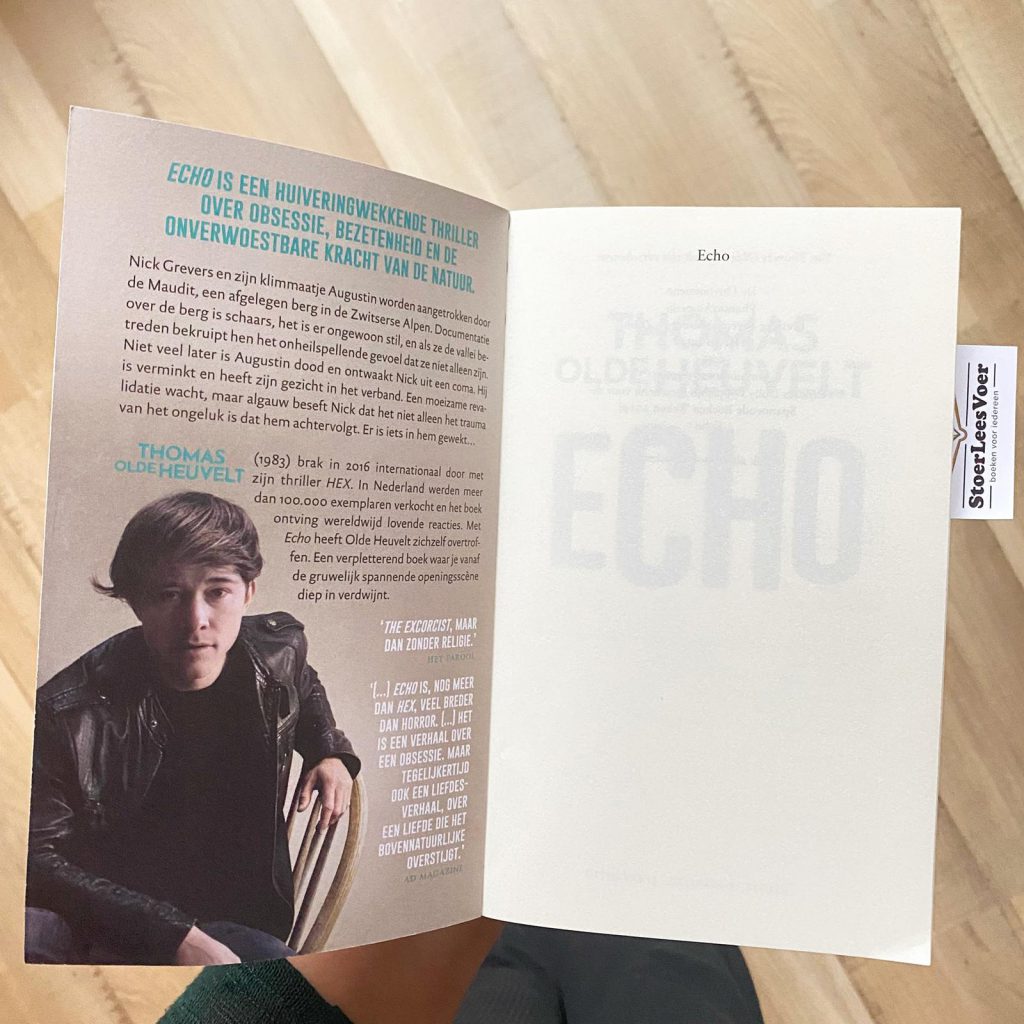 ECHO IS EEN HUIVERINGWEKKENDE THRILLER
OVER OBSESSIE, BEZETENHEID EN DE
ONVERWOESTBARE KRACHT VAN DE NATUUR.
Nick Grevers en zijn klimmaatje Augustin worden aangetrokken door
de Maudit, een afgelegen berg in de Zwitserse Alpen. Documentatie
over de berg is schaars, het is er ongewoon stil, en als ze de vallei be-
treden bekruipt hen het onheilspellende gevoel dat ze niet alleen zijn.
Niet veel later is Augustin dood en ontwaakt Nick uit een coma. Hij
is verminkt en heeft zijn gezicht in het verband. Een moeizame reva-
lidatie wacht, maar algauw beseft Nick dat het niet alleen het trauma
van het ongeluk is dat hem achtervolgt. Er is iets in hem gewekt...
THOMAS
OLDE HEUVELT
(1983) brak in 2016 internationaal door met
zijn thriller HEX. In Nederland werden meer
dan 100.000 exemplaren verkocht en het boek
ontving wereldwijd lovende reacties. Met
Echo heeft Olde Heuvelt zichzelf overtrof-
fen. Een verpletterend boek waar je vanaf
de gruwelijk spannende openingsscène
diep in verdwijnt.
'THE EXCORCIST, MAAR
DAN ZONDER RELIGIE.'
HET PAROOL
'(...) ECHO IS, NOG MEER
DAN HEX, VEEL BREDER
DAN HORROR. (...) HET
IS EEN VERHAAL OVER
EEN OBSESSIE. MAAR
TEGELIJKERTIJD
OOK EEN LIEFDES-
VERHAAL, OVER
EEN LIEFDE DIE HET
BOVENNATUURLIJKE
OVERSTIJGT.'
AD MAGAZINE
Echo
THOMAS
OLDE HEUVELT
ECHO
StoerLeesVoer
boeken voor iedereen